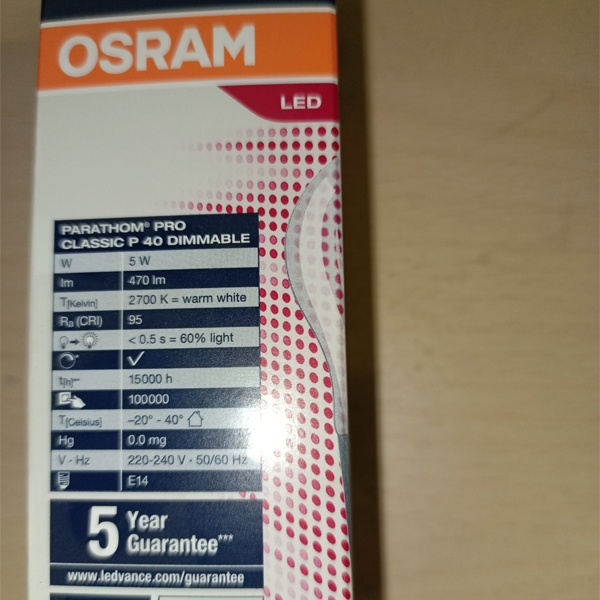 OSRAM
LED
PARATHOM® PRO
CLASSIC P 40 DIMMABLE
W 5 W
lm 470 lm
T[Kelvin] 2700 K = warm white
Ra (CRI) 95
< 0.5 s = 60% light
✓
t[h]** 15000 h
100000
T[Celsius] –20° - 40°
Hg 0.0 mg
V · Hz 220-240 V · 50/60 Hz
E14
5 Year
Guarantee***
www.ledvance.com/guarantee